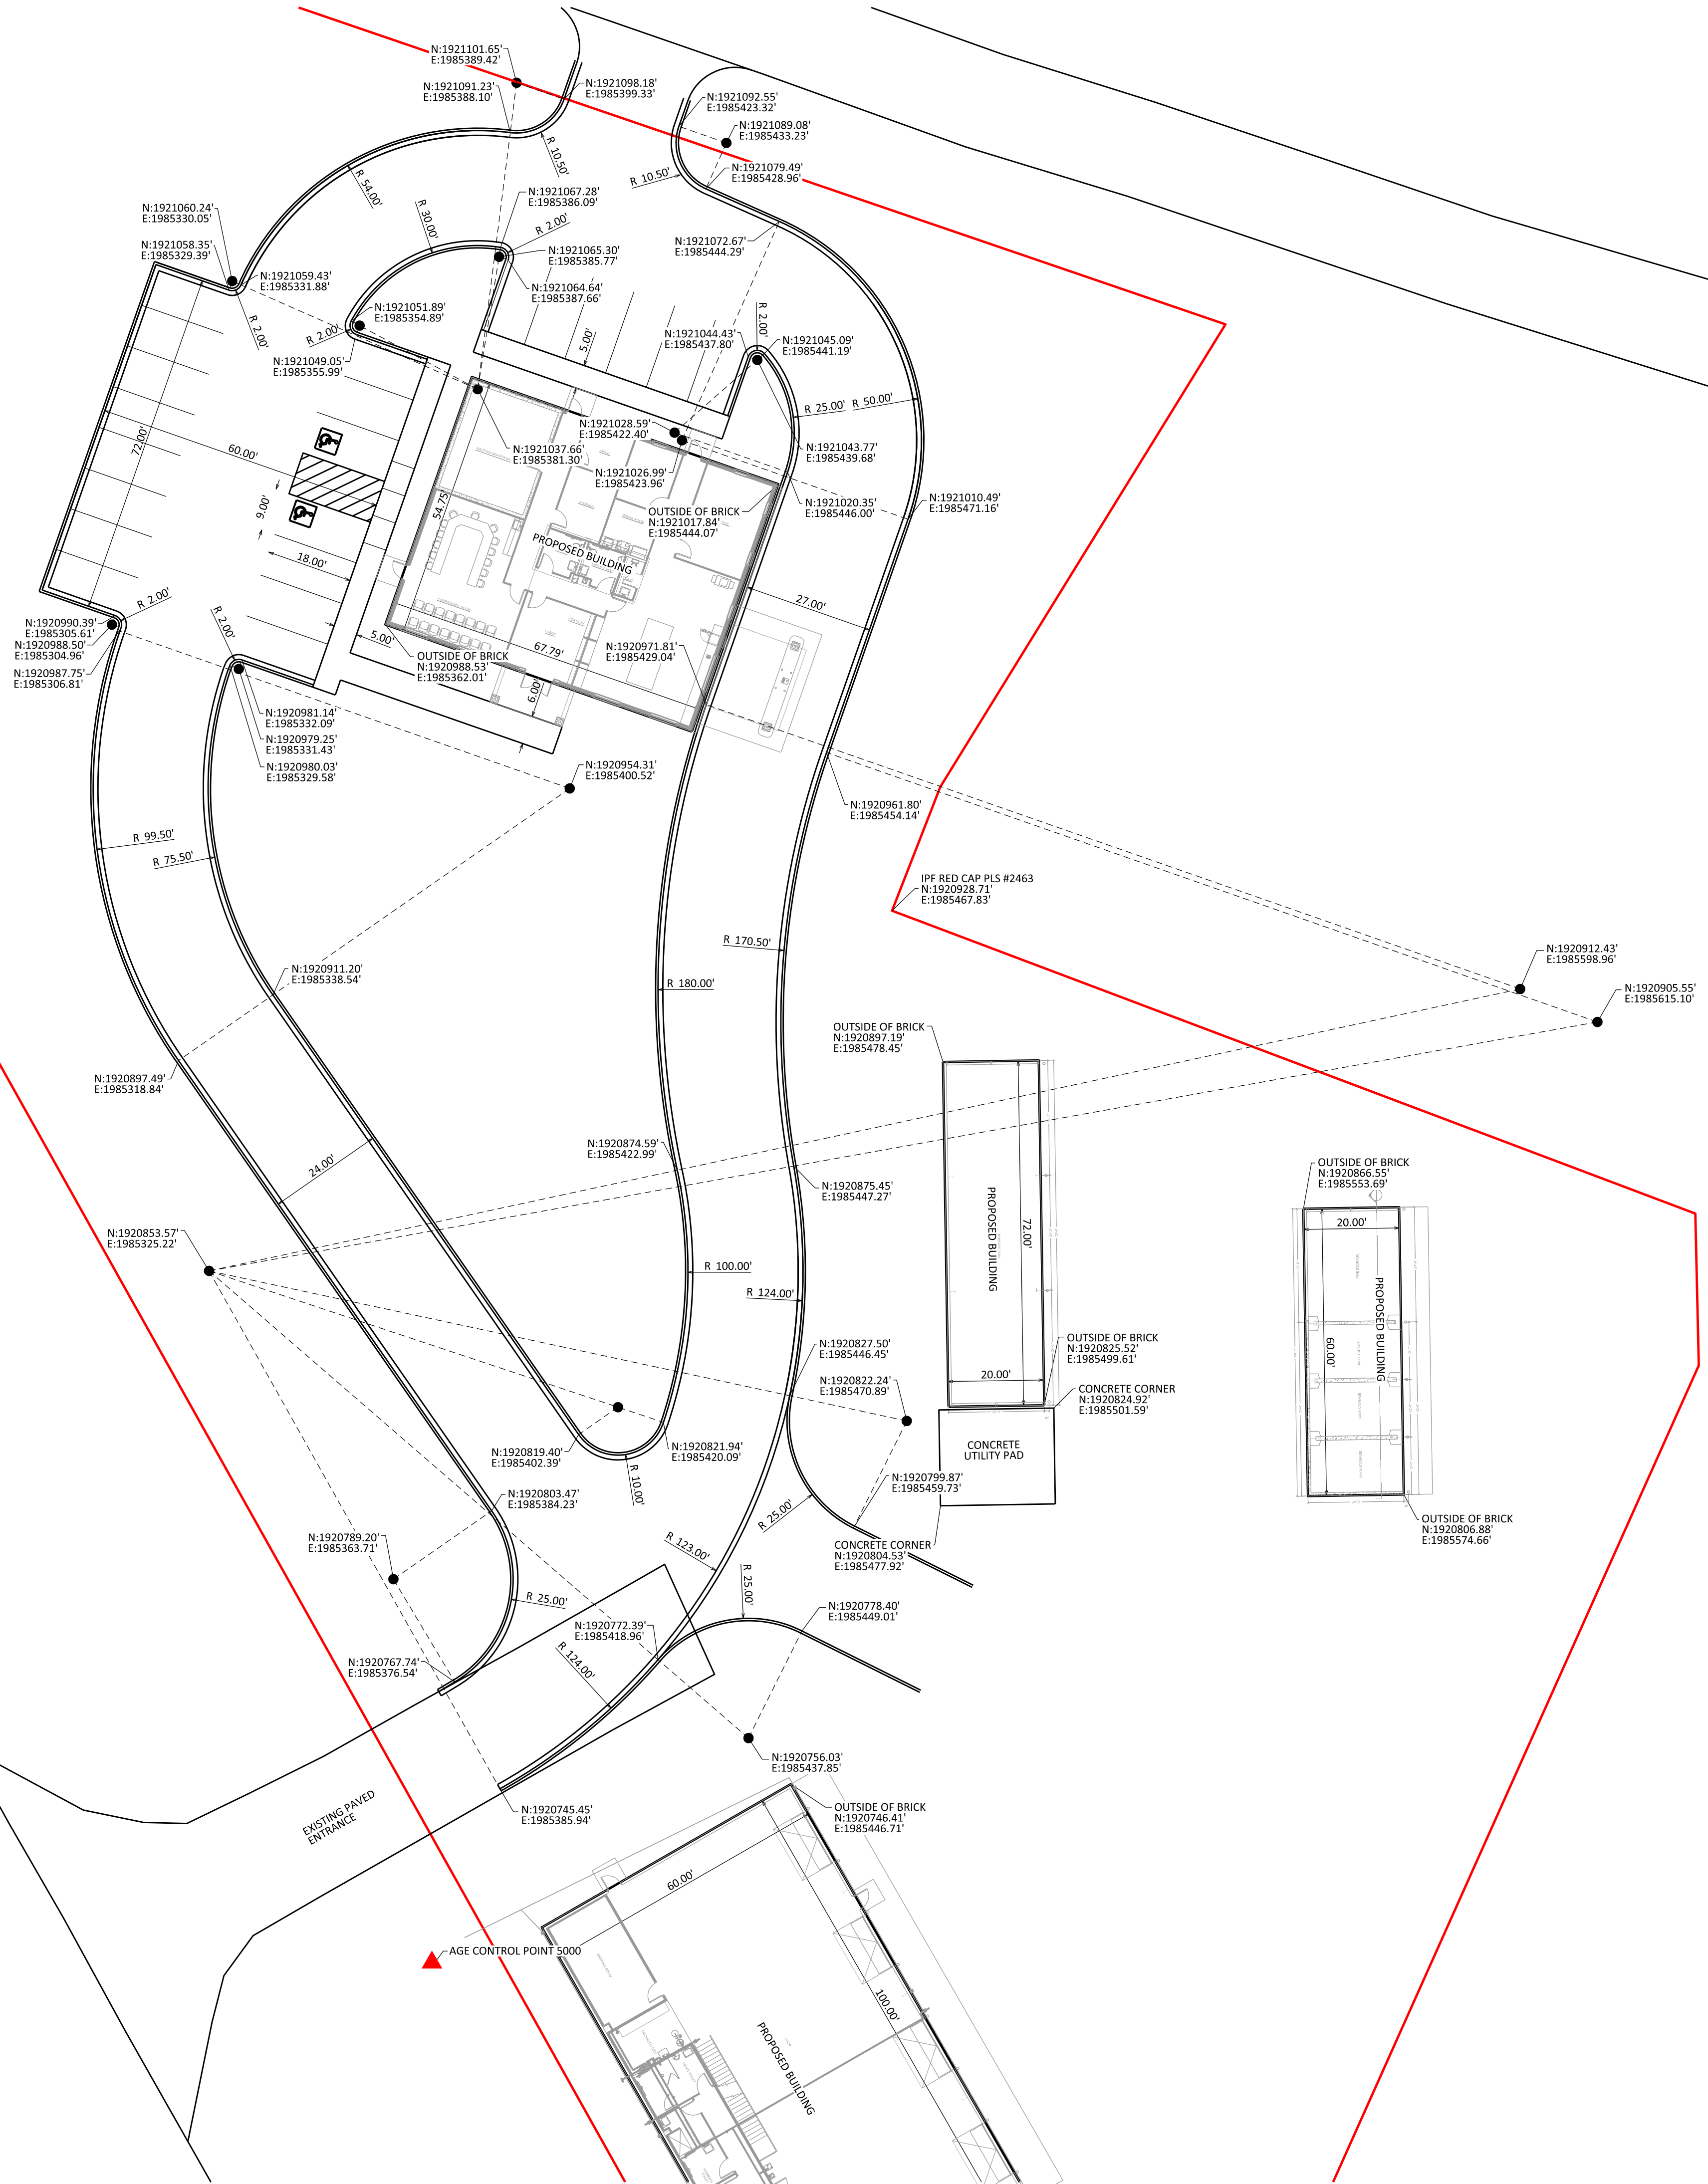 N:1921101.65'
E:1985389.42'
N:1921091.23'
E:1985388.10'
N:1921098.18'
E:1985399.33'
N:1921092.55'
E:1985423.32'
N:1921089.08'
E:1985433.23'
R 10.50'
R 10.50'
N:1921079.49'
E:1985428.96'
R 54.00'
N:1921067.28'
E:1985386.09'
R 30.00'
R 2.00'
N:1921060.24'
E:1985330.05'
N:1921058.35'
E:1985329.39'
N:1921065.30'
E:1985385.77'
N:1921072.67'
E:1985444.29'
N:1921059.43'
E:1985331.88'
N:1921064.64'
E:1985387.66'
N:1921051.89'
E:1985354.89'
R 2.00'
R 2.00'
R 2.00'
5.00'
N:1921044.43'
E:1985437.80'
N:1921045.09'
E:1985441.19'
N:1921049.05'
E:1985355.99'
R 25.00'
R 50.00'
N:1921028.59'
E:1985422.40'
72.00'
60.00'
N:1921037.66'
E:1985381.30'
N:1921043.77'
E:1985439.68'
N:1921026.99'
E:1985423.96'
54.75'
9.00'
OUTSIDE OF BRICK
N:1921017.84'
E:1985444.07'
N:1921020.35'
E:1985446.00'
N:1921010.49'
E:1985471.16'
PROPOSED BUILDING
18.00'
27.00'
R 2.00'
R 2.00'
N:1920990.39'
E:1985305.61'
N:1920988.50'
E:1985304.96'
N:1920987.75'
E:1985306.81'
5.00'
67.79'
OUTSIDE OF BRICK
N:1920988.53'
E:1985362.01'
N:1920971.81'
E:1985429.04'
6.00'
N:1920981.14'
E:1985332.09'
N:1920979.25'
E:1985331.43'
N:1920980.03'
E:1985329.58'
N:1920954.31'
E:1985400.52'
N:1920961.80'
E:1985454.14'
R 99.50'
R 75.50'
IPF RED CAP PLS #2463
N:1920928.71'
E:1985467.83'
R 170.50'
N:1920912.43'
E:1985598.96'
N:1920911.20'
E:1985338.54'
R 180.00'
N:1920905.55'
E:1985615.10'
OUTSIDE OF BRICK
N:1920897.19'
E:1985478.45'
N:1920897.49'
E:1985318.84'
N:1920874.59'
E:1985422.99'
24.00'
N:1920875.45'
E:1985447.27'
OUTSIDE OF BRICK
N:1920866.55'
E:1985553.69'
PROPOSED BUILDING
72.00'
20.00'
N:1920853.57'
E:1985325.22'
R 100.00'
R 124.00'
PROPOSED BUILDING
60.00'
N:1920827.50'
E:1985446.45'
OUTSIDE OF BRICK
N:1920825.52'
E:1985499.61'
20.00'
N:1920822.24'
E:1985470.89'
CONCRETE CORNER
N:1920824.92'
E:1985501.59'
N:1920819.40'
E:1985402.39'
N:1920821.94'
E:1985420.09'
CONCRETE
UTILITY PAD
R 10.00'
N:1920799.87'
E:1985459.73'
N:1920803.47'
E:1985384.23'
R 25.00'
OUTSIDE OF BRICK
N:1920806.88'
E:1985574.66'
N:1920789.20'
E:1985363.71'
R 123.00'
CONCRETE CORNER
N:1920804.53'
E:1985477.92'
R 25.00'
R 25.00'
N:1920778.40'
E:1985449.01'
N:1920772.39'
E:1985418.96'
R 124.00'
N:1920767.74'
E:1985376.54'
N:1920756.03'
E:1985437.85'
N:1920745.45'
E:1985385.94'
EXISTING PAVED
ENTRANCE
OUTSIDE OF BRICK
N:1920746.41'
E:1985446.71'
60.00'
AGE CONTROL POINT 5000
100.00'
PROPOSED BUILDING